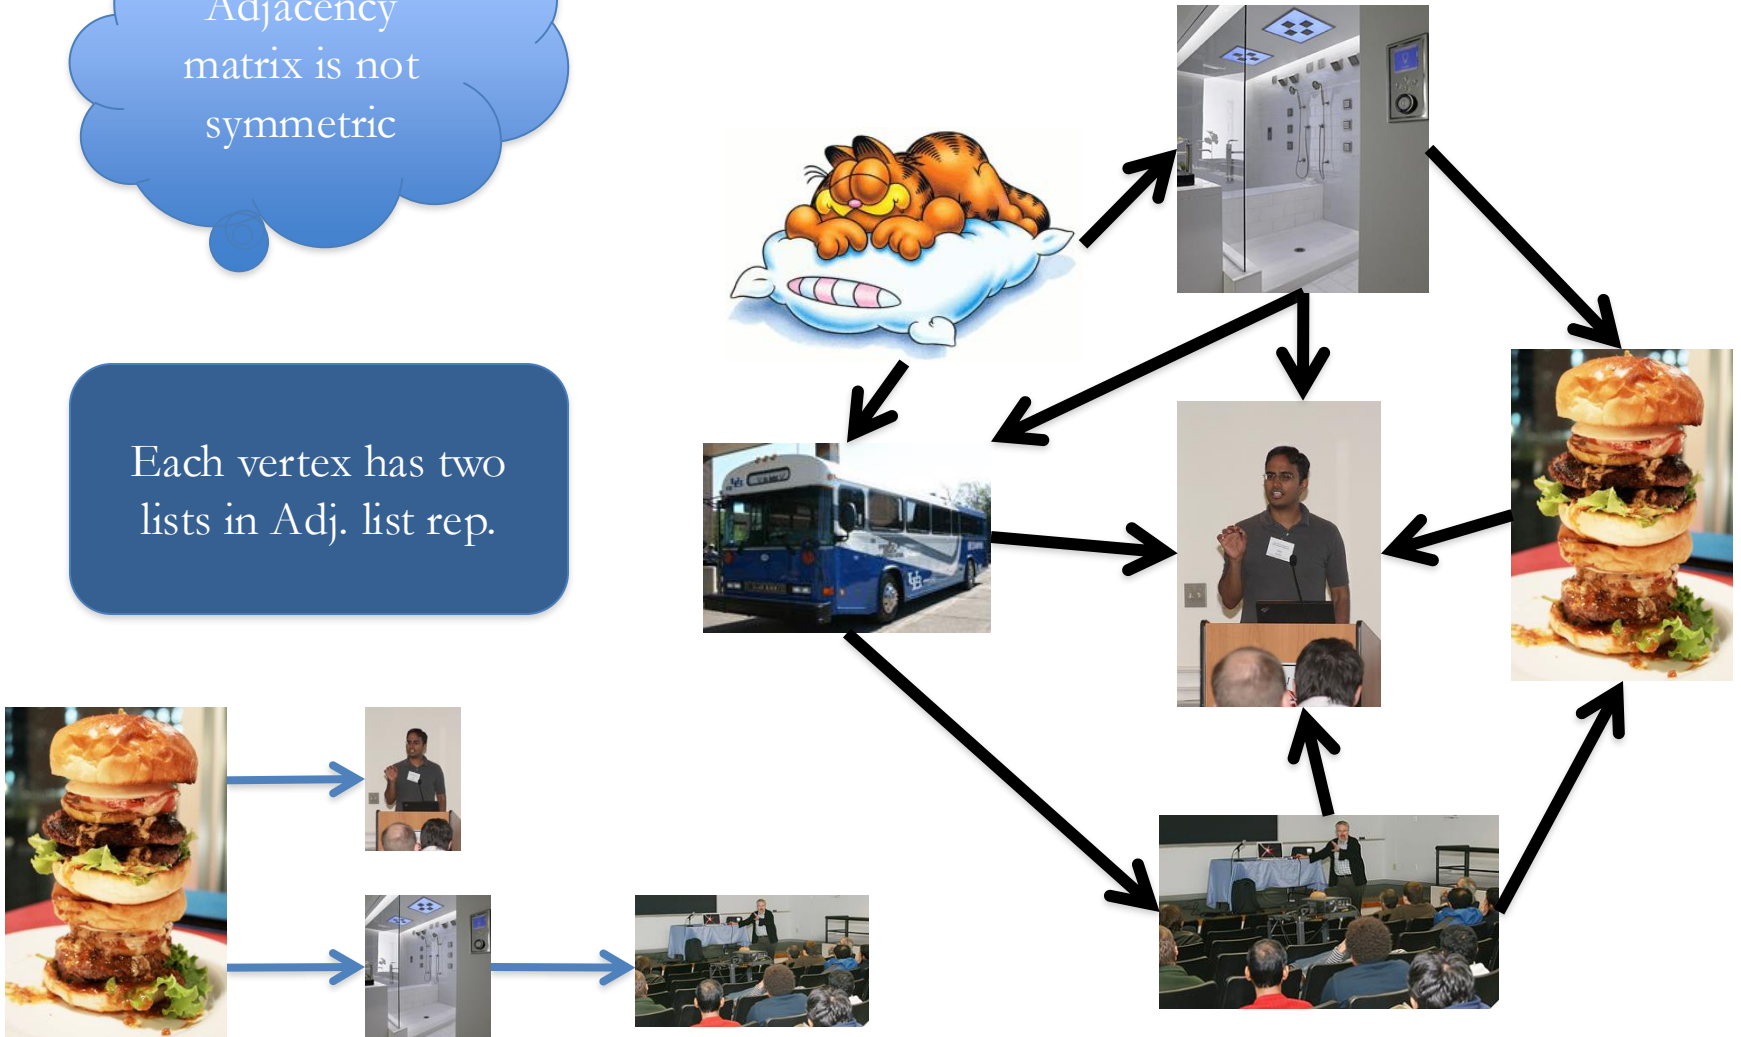 Adjacency
matrix is not
symmetric
Each vertex has two
lists in Adj. list rep.